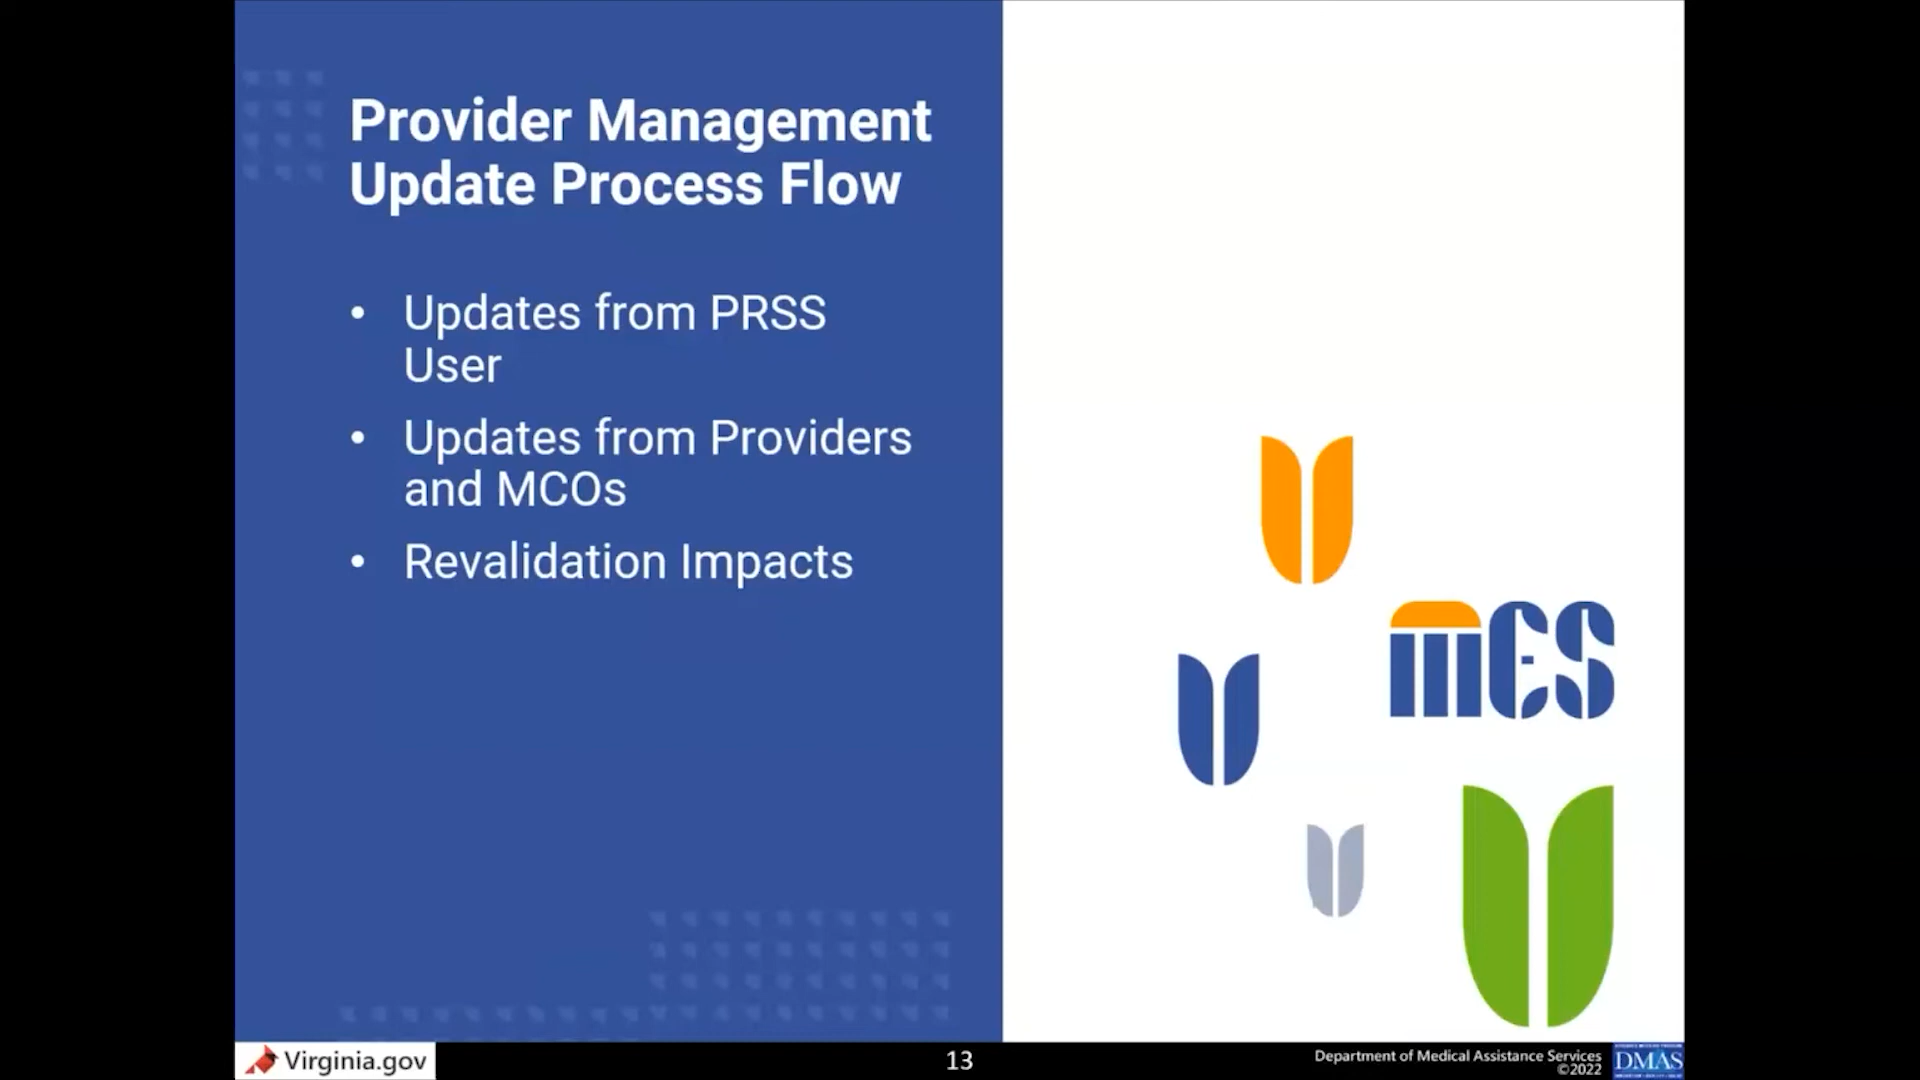 Provider Management
Update Process Flow
• Updates from PRSS
User
• Updates from Providers
and MCOs
• Revalidation Impacts
mes
Virginia.gov
13
Department of Medical Assistance Services
©2022
DMAS